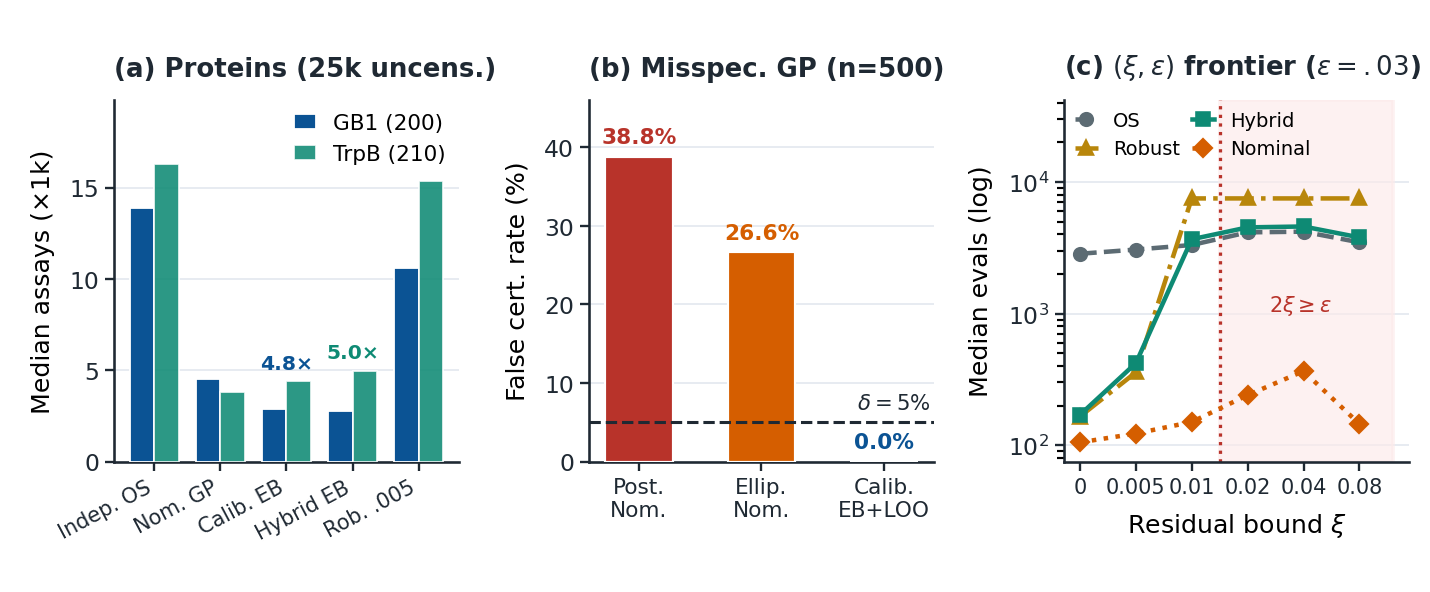 (a) Proteins (25k uncens.)
Median assays (×1k)
15
10
5
0
GB1 (200)
TrpB (210)
4.8×
5.0×
Indep. OS
Nom. GP
Calib. EB
Hybrid EB
Rob. .005
(b) Misspec. GP (n=500)
False cert. rate (%)
40
30
20
10
0
38.8%
26.6%
δ = 5%
0.0%
Post.
Nom.
Ellip.
Nom.
Calib.
EB+LOO
(c) (ξ, ε) frontier (ε = .03)
Median evals (log)
10⁴
10³
10²
OS
Robust
Hybrid
Nominal
2ξ ≥ ε
0 0.005 0.01 0.02 0.04 0.08
Residual bound ξ